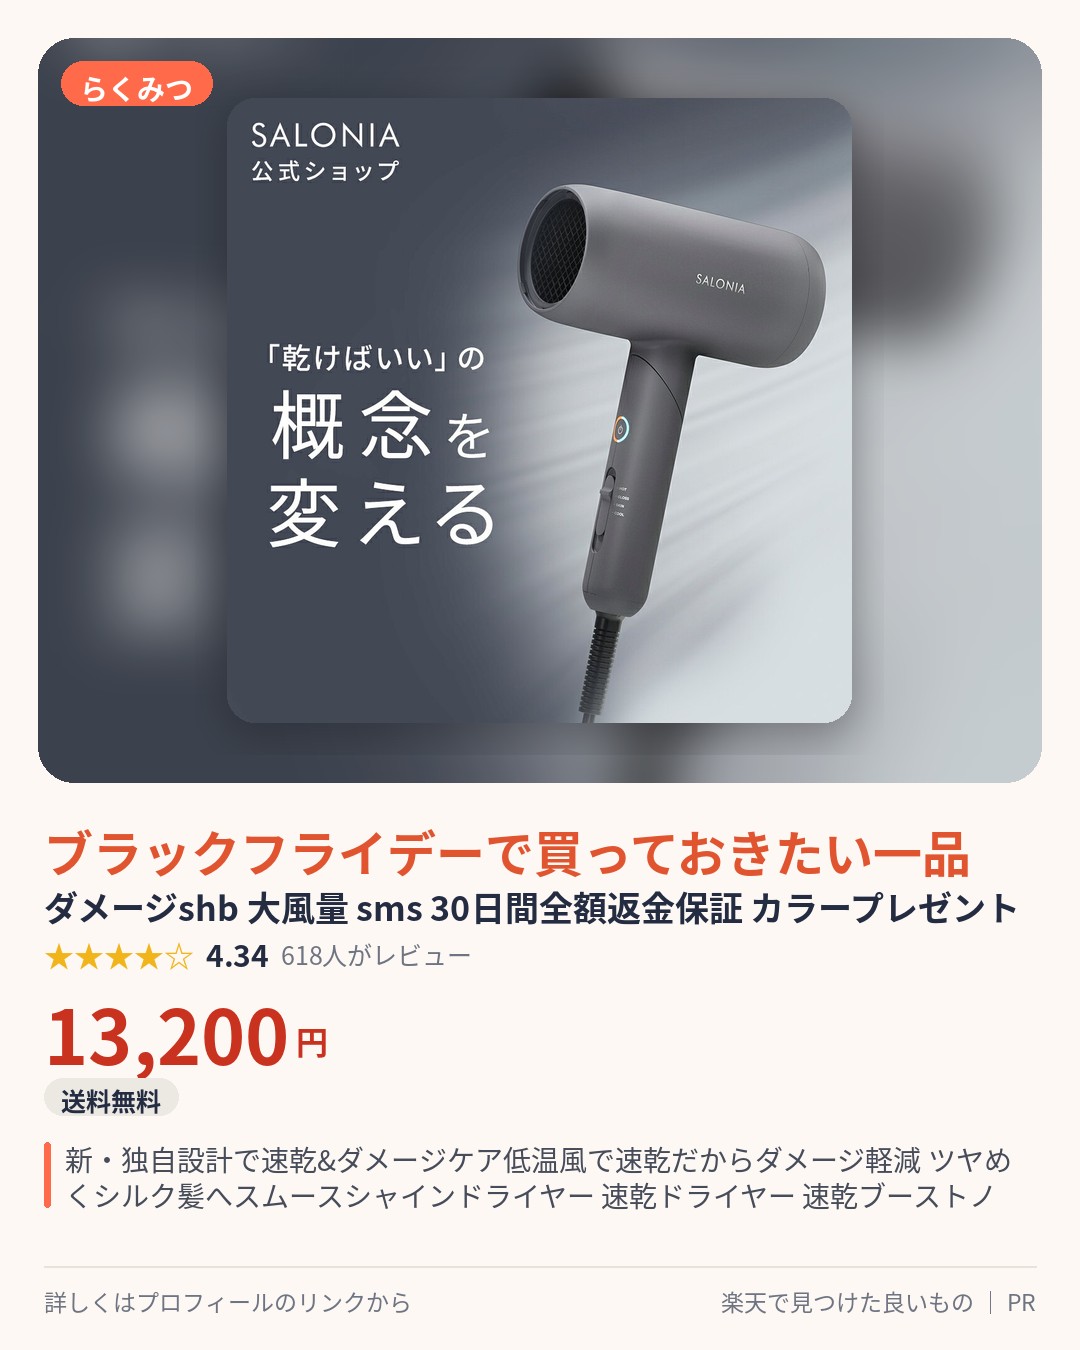 らくみつ
SALONIA
公式ショップ
SALONIA
「乾けばいい」の
概念を
変える
ブラックフライデーで買っておきたい一品
ダメージshb 大風量 sms 30日間全額返金保証 カラープレゼント
★★★★☆ 4.34 618人がレビュー
13,200円
送料無料
新・独自設計で速乾&ダメージケア低温風で速乾だからダメージ軽減 ツヤめ
くシルク髪へスムースシャインドライヤー 速乾ドライヤー 速乾ブーストノ
詳しくはプロフィールのリンクから
楽天で見つけた良いもの｜PR